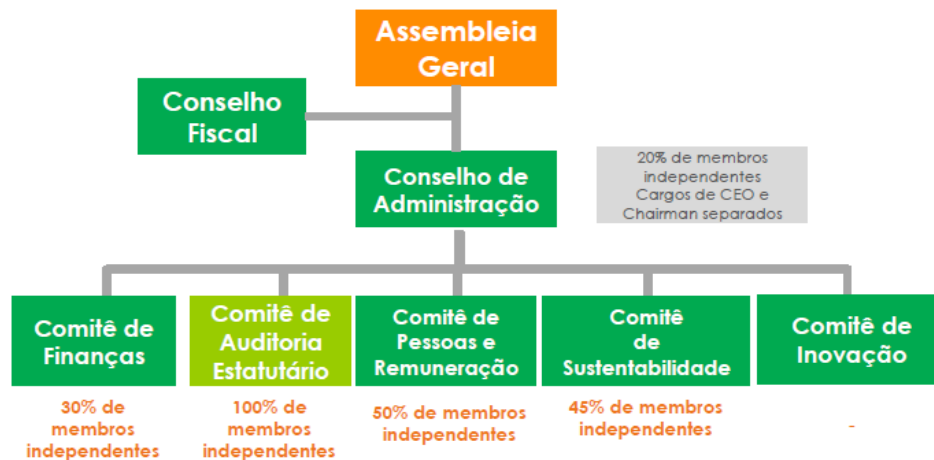 Assembleia
Geral
Conselho
Fiscal
Conselho de
Administração
20% de membros
independentes
Cargos de CEO e
Chairman separados
Comitê de
Finanças
Comitê de
Auditoria
Estatutário
Comitê de
Pessoas e
Remuneração
Comitê
de
Sustentabilidade
Comitê de
Inovação
30% de
membros
independentes
100% de
membros
independentes
50% de membros
independentes
45% de membros
independentes
-